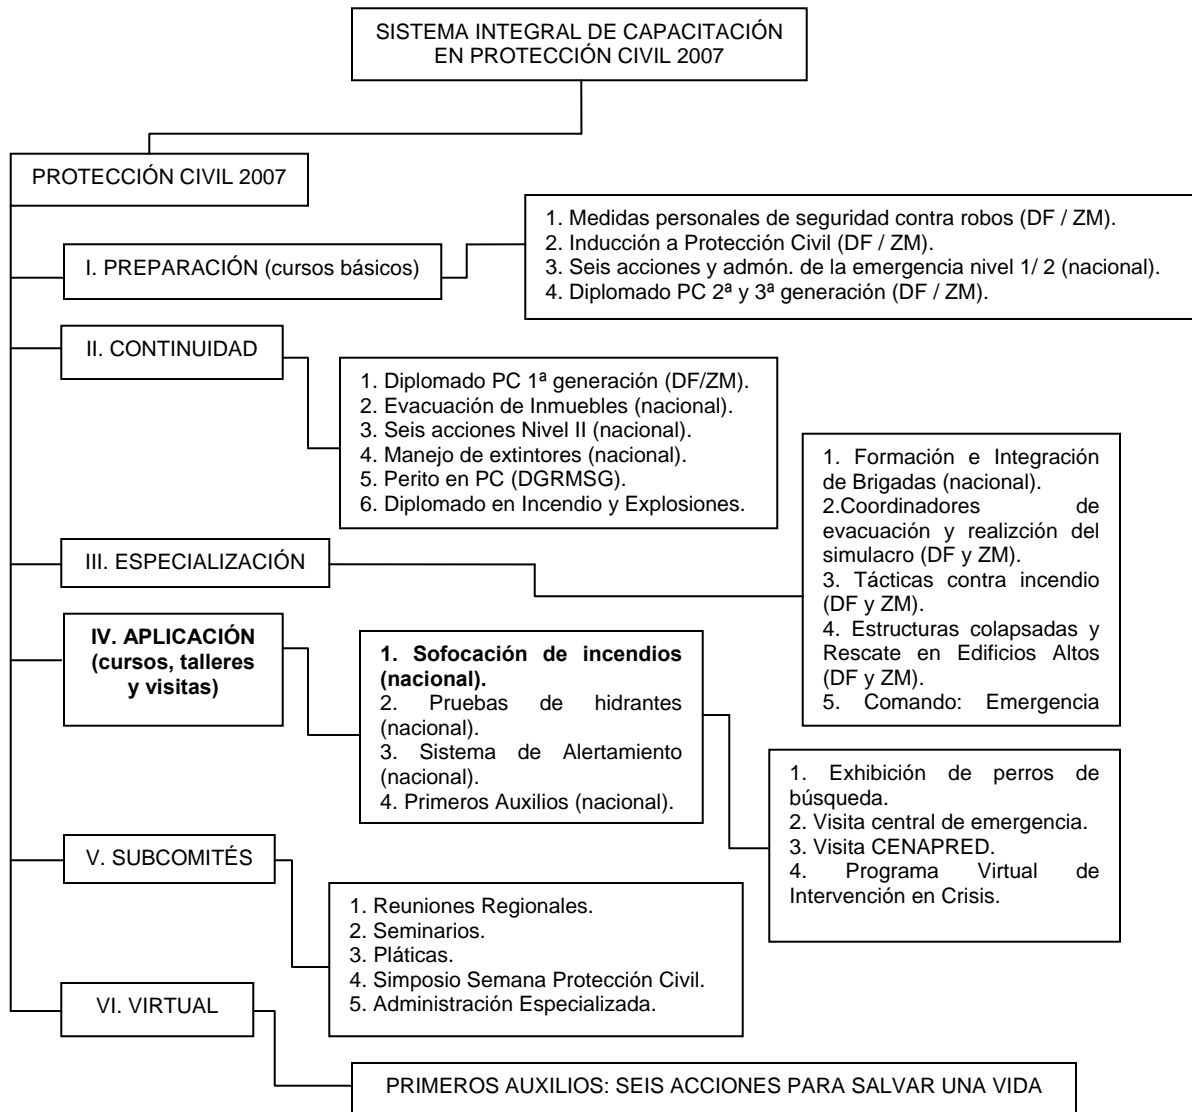 SISTEMA INTEGRAL DE CAPACITACIÓN
EN PROTECCIÓN CIVIL 2007
PROTECCIÓN CIVIL 2007
I. PREPARACIÓN (cursos básicos)
1. Medidas personales de seguridad contra robos (DF / ZM).
2. Inducción a Protección Civil (DF / ZM).
3. Seis acciones y admón. de la emergencia nivel 1/ 2 (nacional).
4. Diplomado PC 2ª y 3ª generación (DF / ZM).
II. CONTINUIDAD
1. Diplomado PC 1ª generación (DF/ZM).
2. Evacuación de Inmuebles (nacional).
3. Seis acciones Nivel II (nacional).
4. Manejo de extintores (nacional).
5. Perito en PC (DGRMSG).
6. Diplomado en Incendio y Explosiones.
III. ESPECIALIZACIÓN
1. Formación e Integración
de Brigadas (nacional).
2.Coordinadores de
evacuación y realizción del
simulacro (DF y ZM).
3. Tácticas contra incendio
(DF y ZM).
4. Estructuras colapsadas y
Rescate en Edificios Altos
(DF y ZM).
5. Comando: Emergencia
IV. APLICACIÓN
(cursos, talleres
y visitas)
1. Sofocación de incendios
(nacional).
2. Pruebas de hidrantes
(nacional).
3. Sistema de Alertamiento
(nacional).
4. Primeros Auxilios (nacional).
1. Exhibición de perros de
búsqueda.
2. Visita central de emergencia.
3. Visita CENAPRED.
4. Programa Virtual de
Intervención en Crisis.
V. SUBCOMITÉS
1. Reuniones Regionales.
2. Seminarios.
3. Pláticas.
4. Simposio Semana Protección Civil.
5. Administración Especializada.
VI. VIRTUAL
PRIMEROS AUXILIOS: SEIS ACCIONES PARA SALVAR UNA VIDA